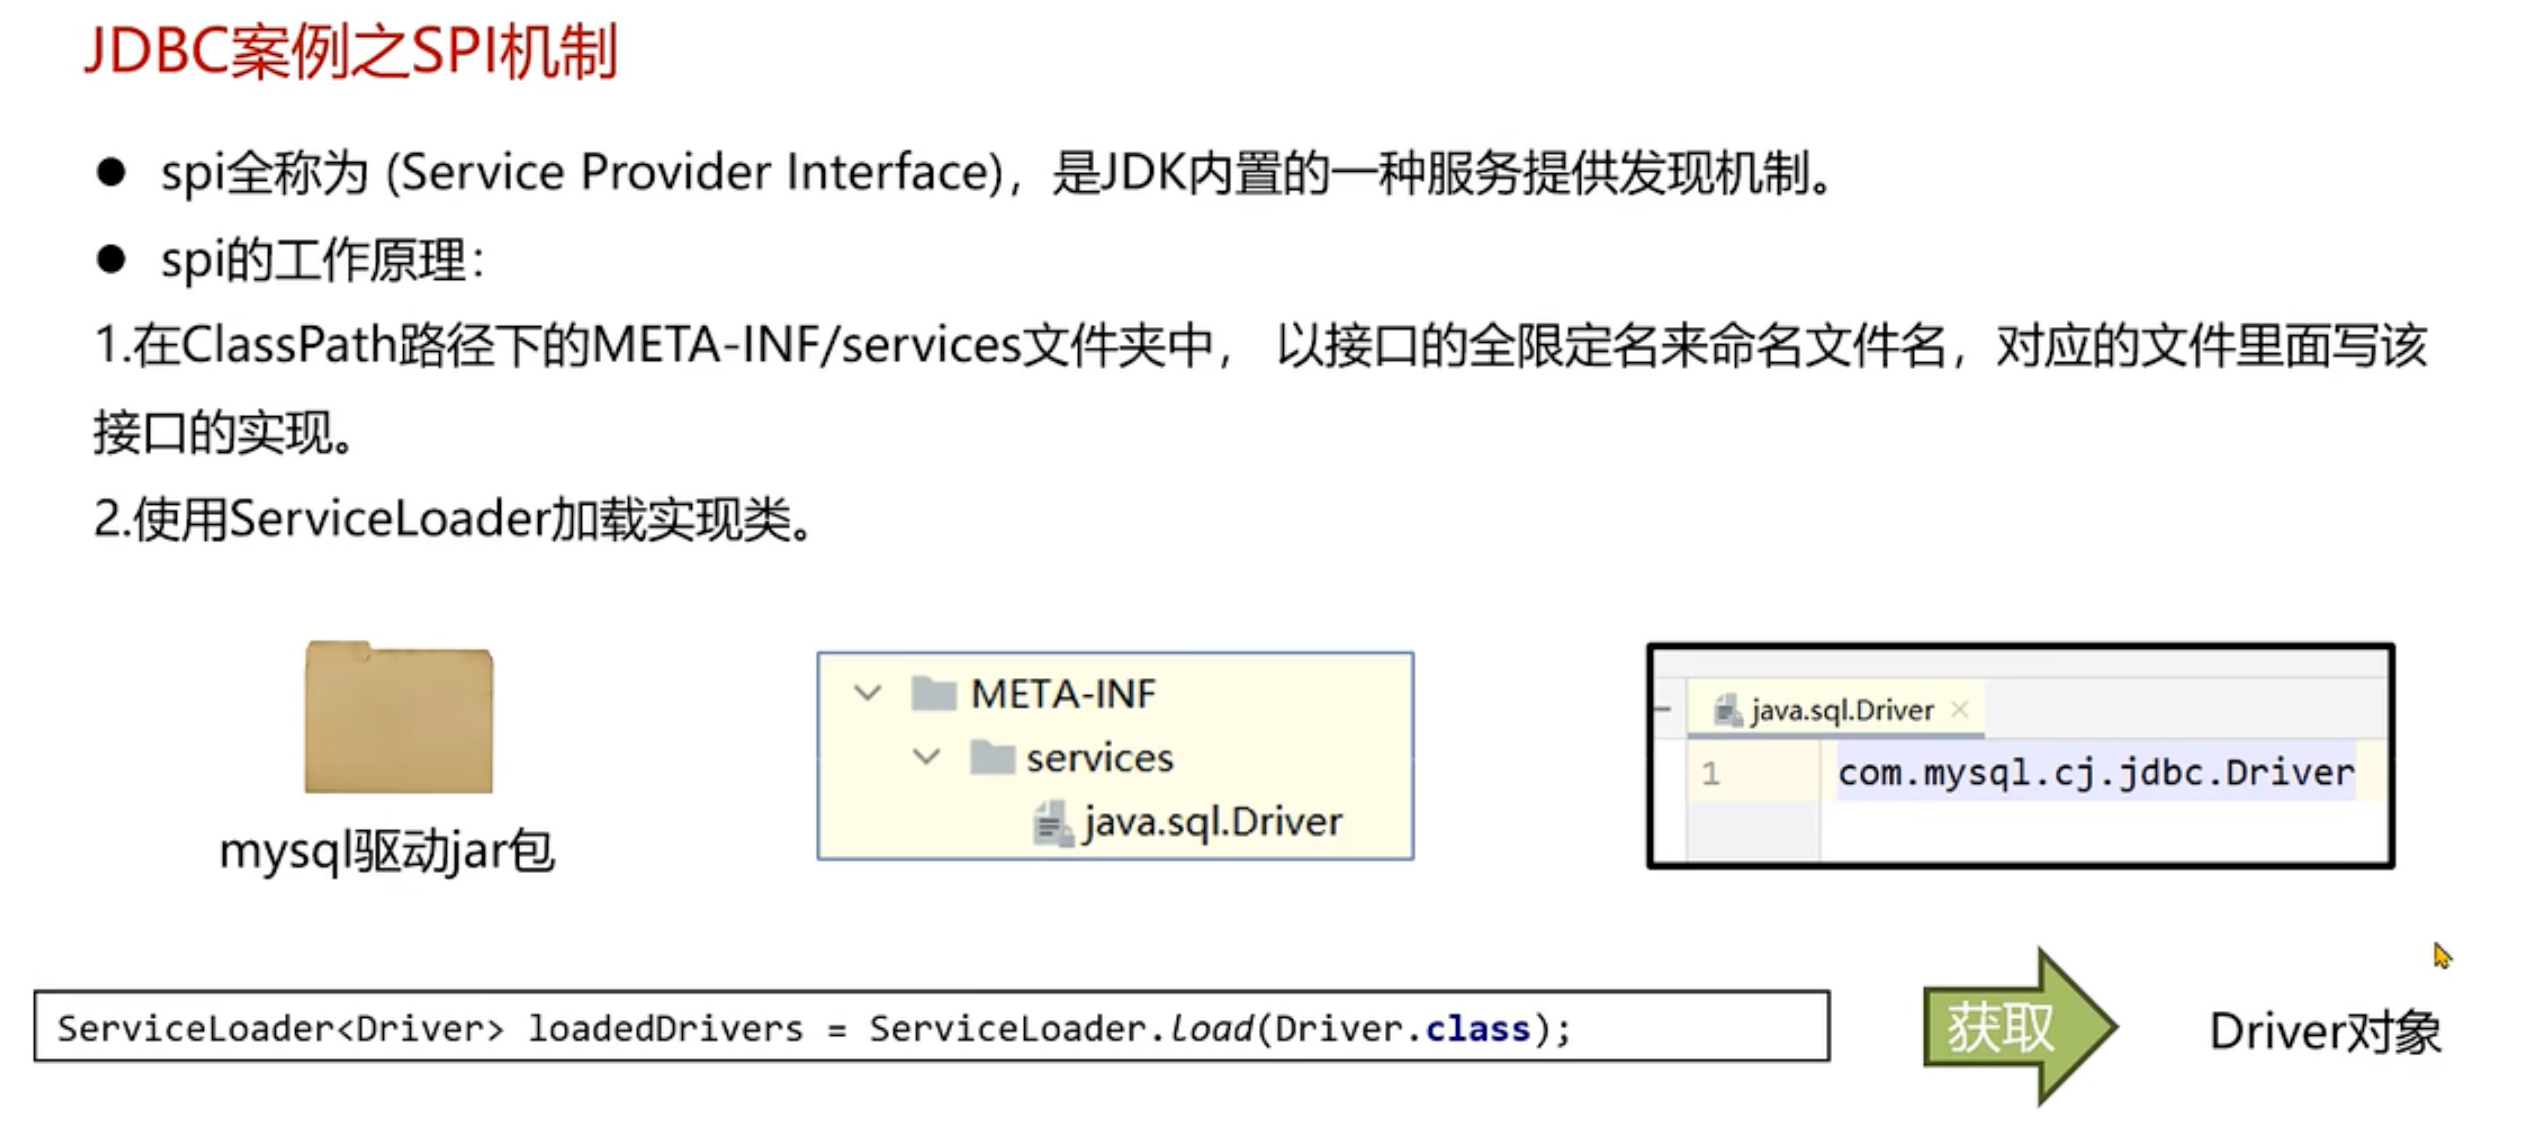 JDBC案例之SPI机制
● spi全称为 (Service Provider Interface)，是JDK内置的一种服务提供发现机制。
● spi的工作原理：
1.在ClassPath路径下的META-INF/services文件夹中， 以接口的全限定名来命名文件名，对应的文件里面写该
接口的实现。
2.使用ServiceLoader加载实现类。
META-INF
services
java.sql.Driver
mysql驱动jar包
java.sql.Driver
1 com.mysql.cj.jdbc.Driver
ServiceLoader<Driver> loadedDrivers = ServiceLoader.load(Driver.class);
获取
Driver对象